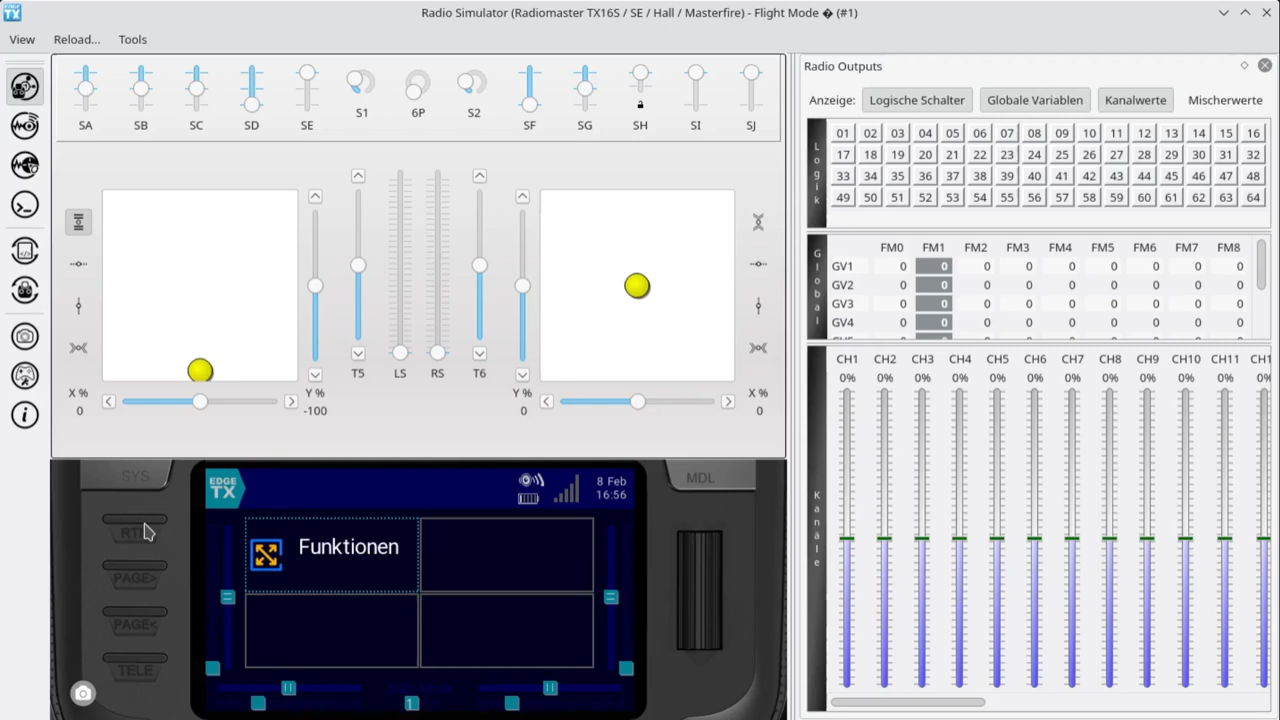 Radio Simulator (Radiomaster TX16S / SE / Hall / Masterfire) - Flight Mode � (#1)
View Reload... Tools
SA SB SC SD SE S1 6P S2 SF SG SH SI SJ
T5 LS RS T6
X %
0
Y %
-100
Y %
0
X %
0
SYS
RTN
PAGE>
PAGE<
TELE
MDL
EDGE
TX
8 Feb
16:56
Funktionen
1
Radio Outputs
Anzeige: Logische Schalter Globale Variablen Kanalwerte Mischerwerte
Logik
01 02 03 04 05 06 07 08 09 10 11 12 13 14 15 16
17 18 19 20 21 22 23 24 25 26 27 28 29 30 31 32
33 34 35 36 37 38 39 40 41 42 43 44 45 46 47 48
49 50 51 52 53 54 55 56 57 58 59 60 61 62 63 64
Global
FM0 FM1 FM2 FM3 FM4 FM5 FM6 FM7 FM8
GV1 0 0 0 0 0 0 0 0 0
GV2 0 0 0 0 0 0 0 0 0
GV3 0 0 0 0 0 0 0 0 0
GV4 0 0 0 0 0 0 0 0 0
Kanäle
CH1 CH2 CH3 CH4 CH5 CH6 CH7 CH8 CH9 CH10 CH11 CH1
0% 0% 0% 0% 0% 0% 0% 0% 0% 0% 0% 0%